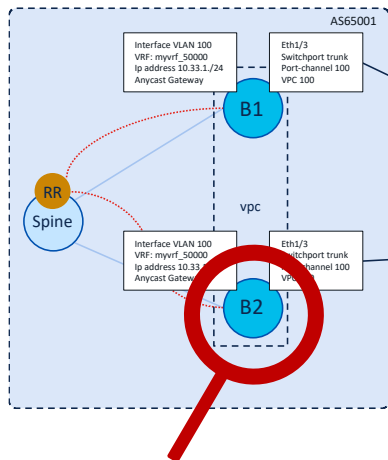 AS65001
Interface VLAN 100
VRF: myvrf_50000
Ip address 10.33.1./24
Anycast Gateway
Eth1/3
Switchport trunk
Port-channel 100
VPC 100
B1
RR
Spine
vpc
Interface VLAN 100
VRF: myvrf_50000
Ip address 10.33.
Anycast Gatew
Eth1/3
witchport trunk
channel 100
B2